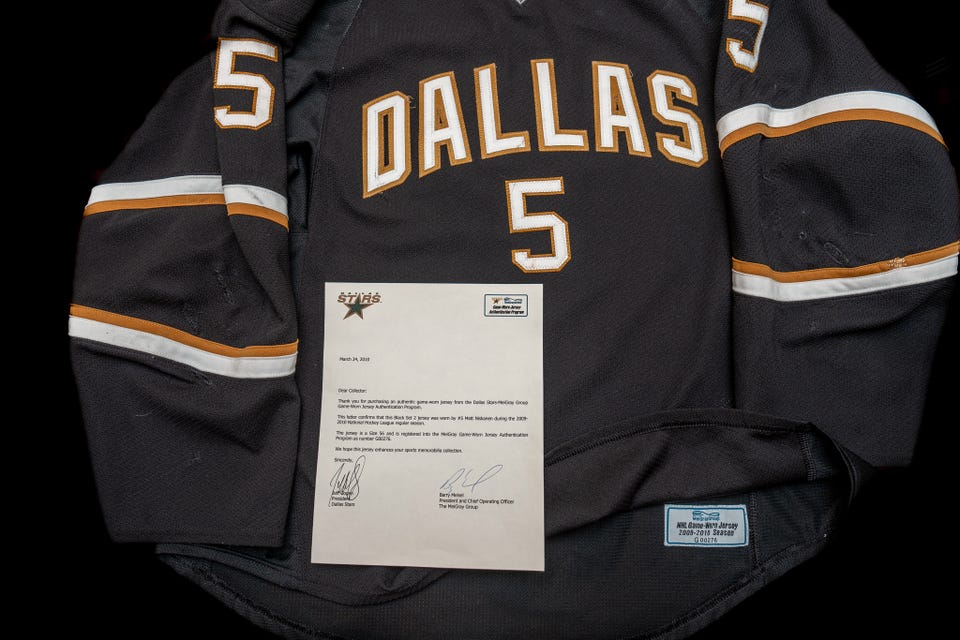 5
5
DALLAS
5
DALLAS
STARS
Game-Worn Jersey
Authentication Program
March 24, 2010
Dear Collector:
Thank you for purchasing an authentic game-worn jersey from the Dallas Stars-MeiGray Group
Game-Worn Jersey Authentication Program.
This letter confirms that this Black Set 2 jersey was worn by #5 Matt Niskanen during the 2009-
2010 National Hockey League regular season.
The jersey is a Size 56 and is registered into the MeiGray Game-Worn Jersey Authentication
Program as number G00276.
We hope this jersey enhances your sports memorabilia collection.
Sincerely,
Barry Meisel
President
President and Chief Operating Officer
Dallas Stars
The MeiGray Group
MeiGray Group
NHL Game-Worn Jersey
2009-2010 Season
G 00276